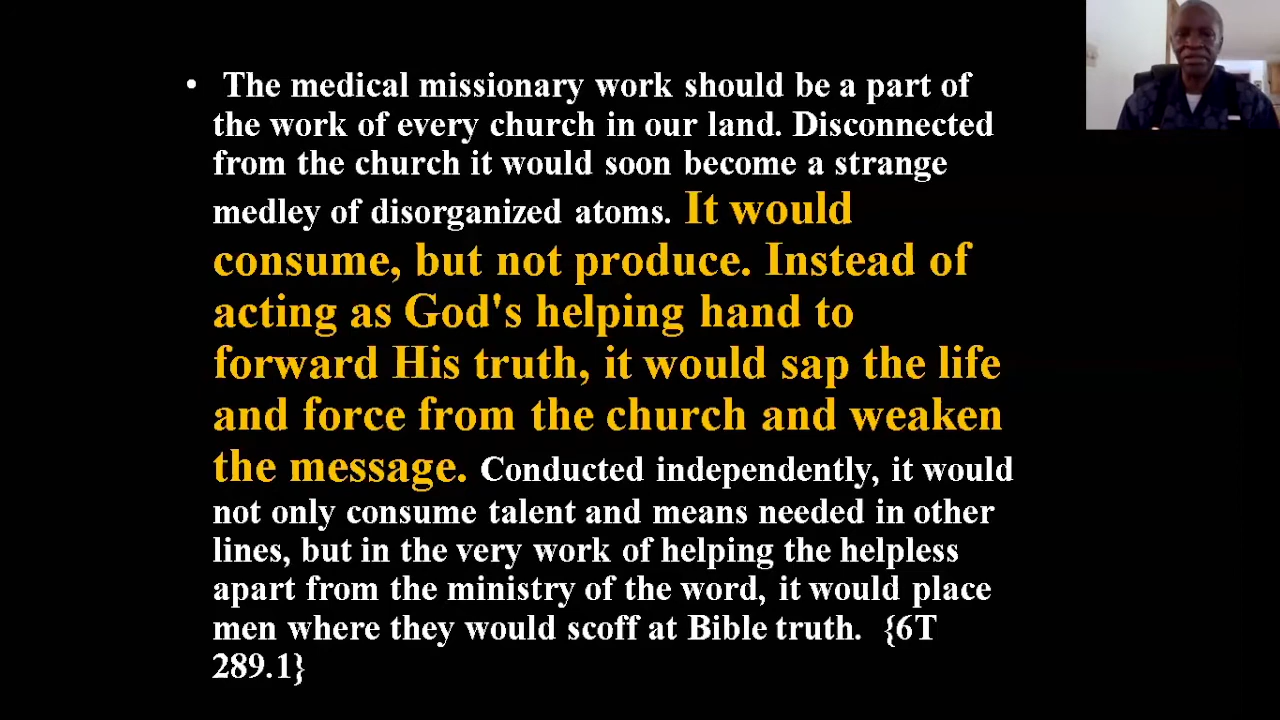 • The medical missionary work should be a part of
the work of every church in our land. Disconnected
from the church it would soon become a strange
medley of disorganized atoms. It would
consume, but not produce. Instead of
acting as God's helping hand to
forward His truth, it would sap the life
and force from the church and weaken
the message. Conducted independently, it would
not only consume talent and means needed in other
lines, but in the very work of helping the helpless
apart from the ministry of the word, it would place
men where they would scoff at Bible truth. {6T
289.1}